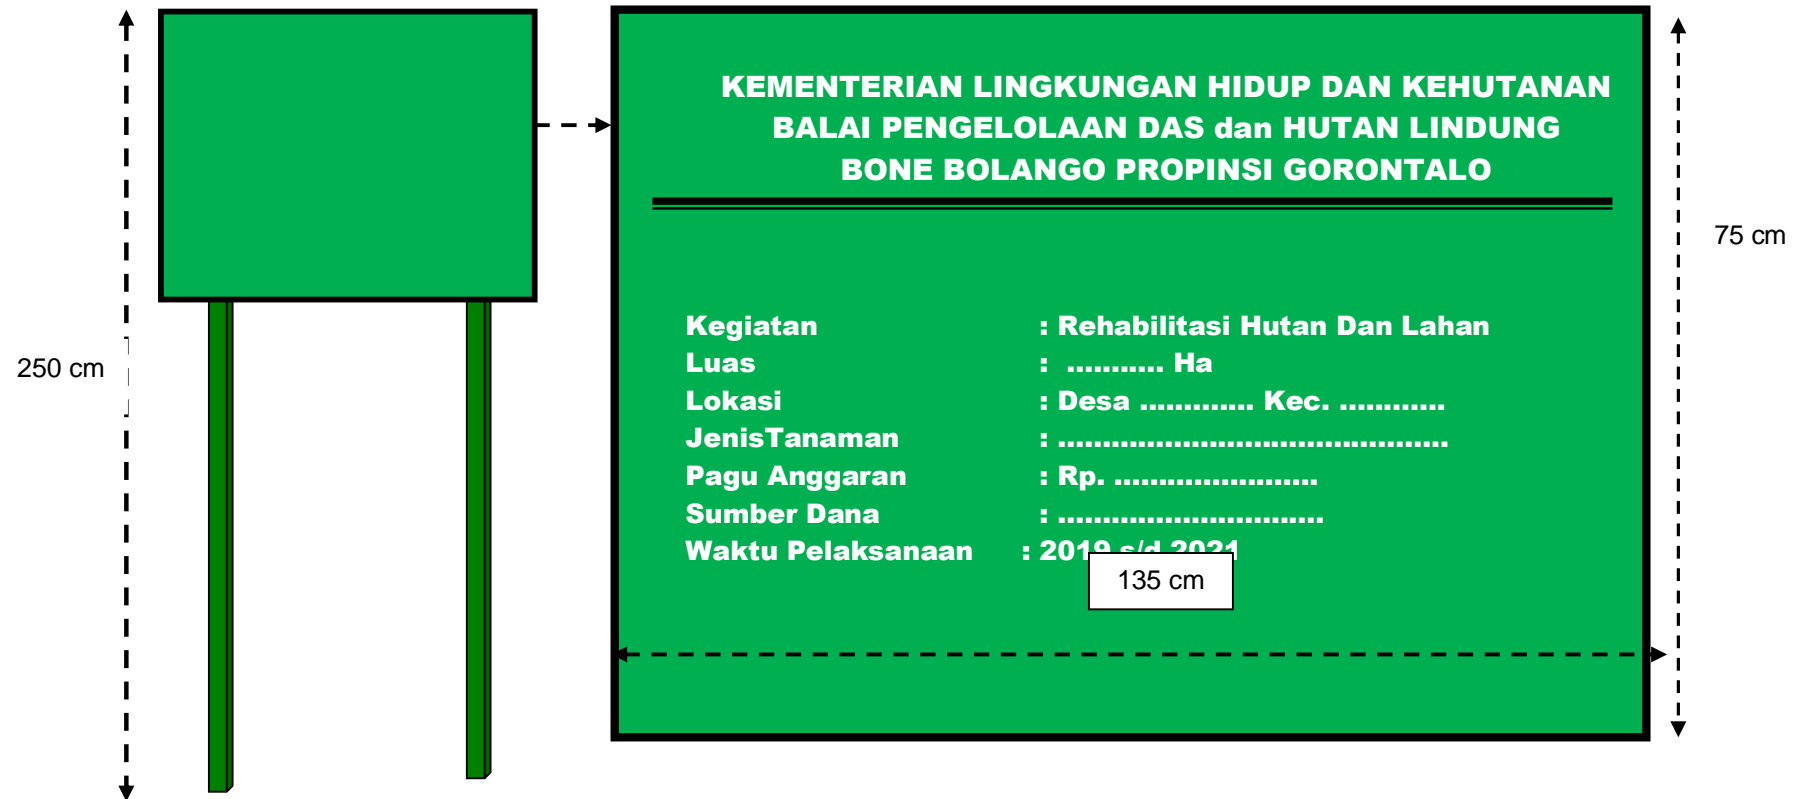 KEMENTERIAN LINGKUNGAN HIDUP DAN KEHUTANAN
BALAI PENGELOLAAN DAS dan HUTAN LINDUNG
BONE BOLANGO PROPINSI GORONTALO
75 cm
250 cm
Kegiatan : Rehabilitasi Hutan Dan Lahan
Luas : ........... Ha
Lokasi : Desa ............. Kec. ............
JenisTanaman : ............................................
Pagu Anggaran : Rp. .......................
Sumber Dana : ..............................
Waktu Pelaksanaan : 2019 s/d 2021
135 cm